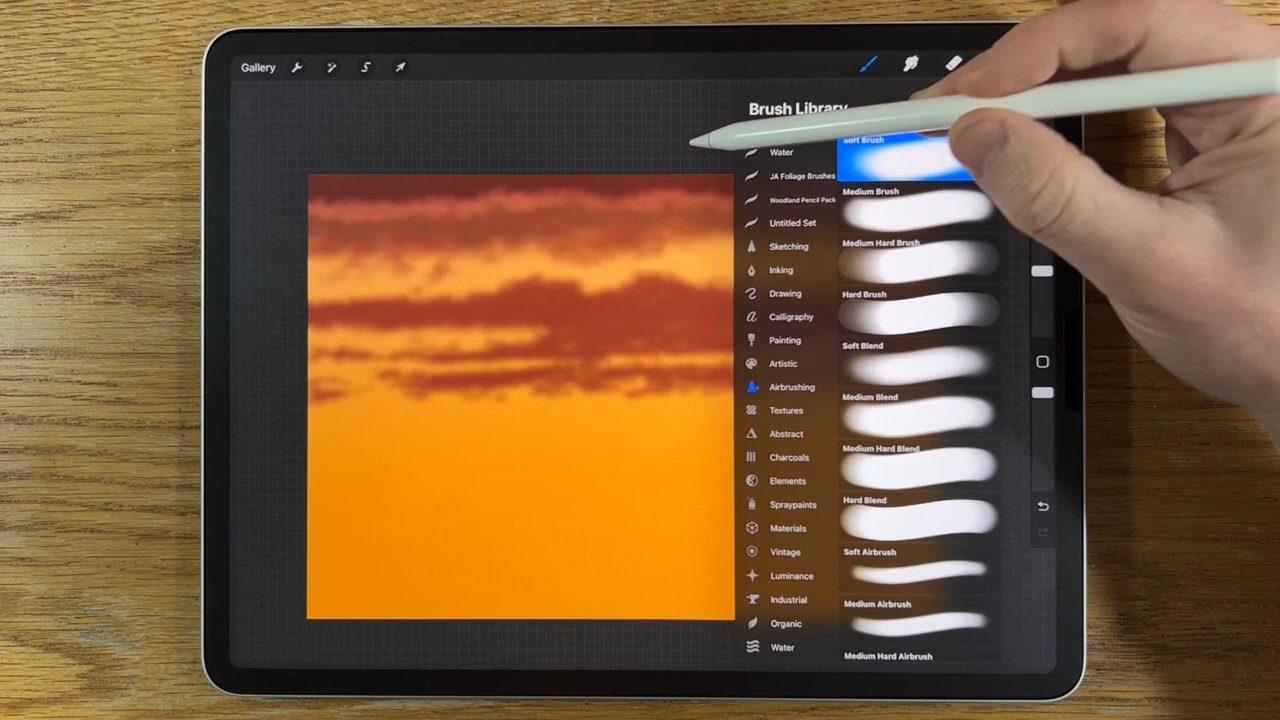 Gallery
Brush Library
Water
JA Foliage Brushes
Woodland Pencil Pack
Untitled Set
Sketching
Inking
Drawing
Calligraphy
Painting
Artistic
Airbrushing
Textures
Abstract
Charcoals
Elements
Spraypaints
Materials
Vintage
Luminance
Industrial
Organic
Water
Soft Brush
Medium Brush
Medium Hard Brush
Hard Brush
Soft Blend
Medium Blend
Medium Hard Blend
Hard Blend
Soft Airbrush
Medium Airbrush
Medium Hard Airbrush